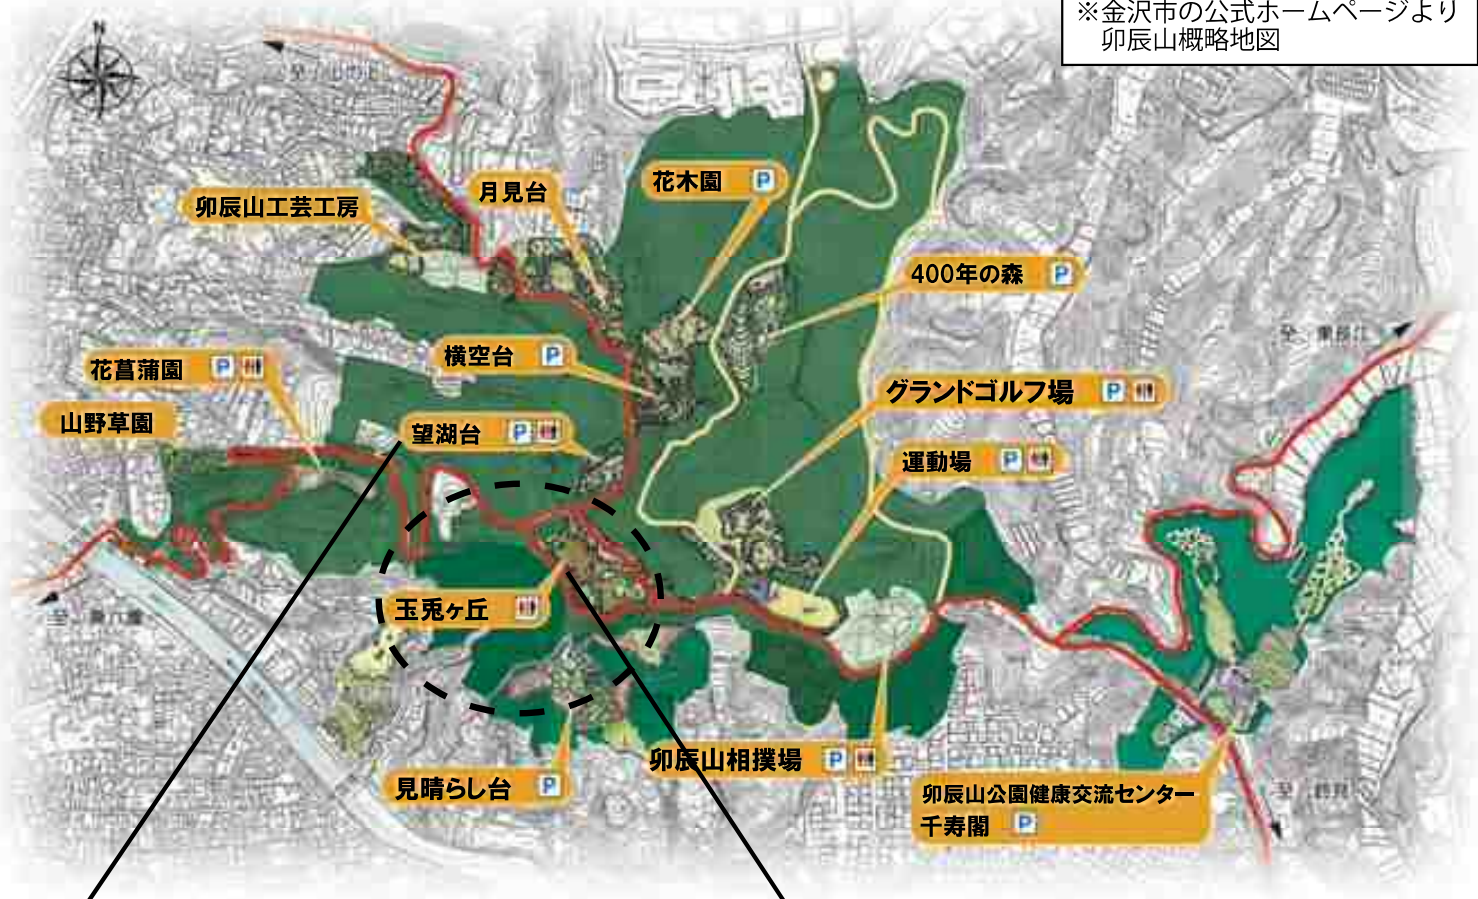 ※金沢市の公式ホームページより
卯辰山概略地図
N
月見台
花木園 P
卯辰山工芸工房
400年の森 P
横空台 P
花菖蒲園 P
グランドゴルフ場 P
山野草園
望湖台 P
運動場 P
玉兎ヶ丘
卯辰山相撲場 P
見晴らし台 P
卯辰山公園健康交流センター
千寿閣 P